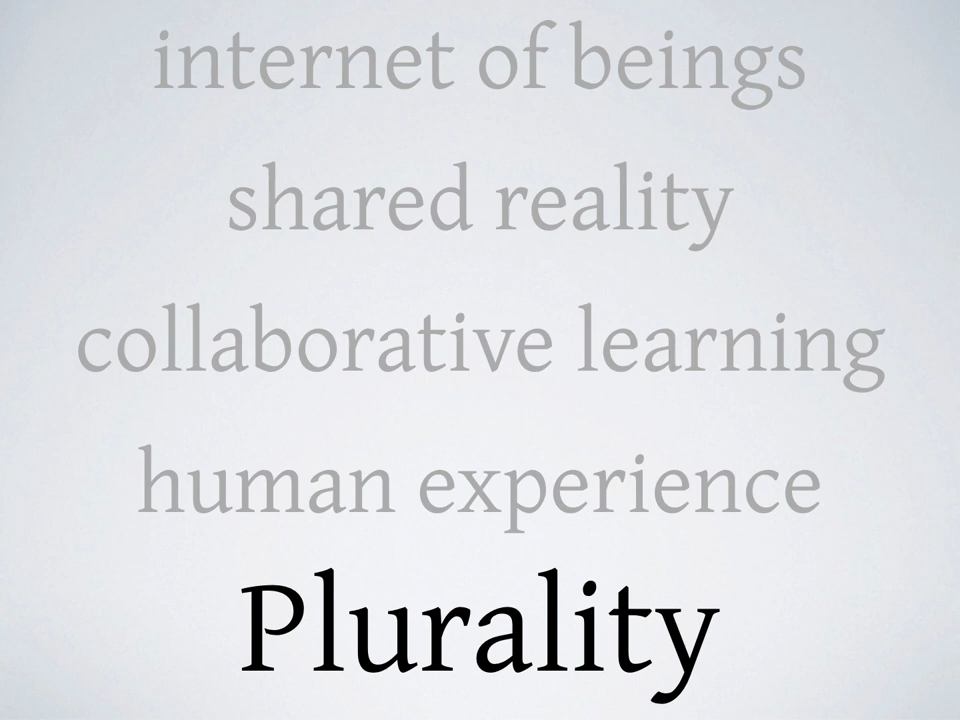 internet of beings
shared reality
collaborative learning
human experience
Plurality